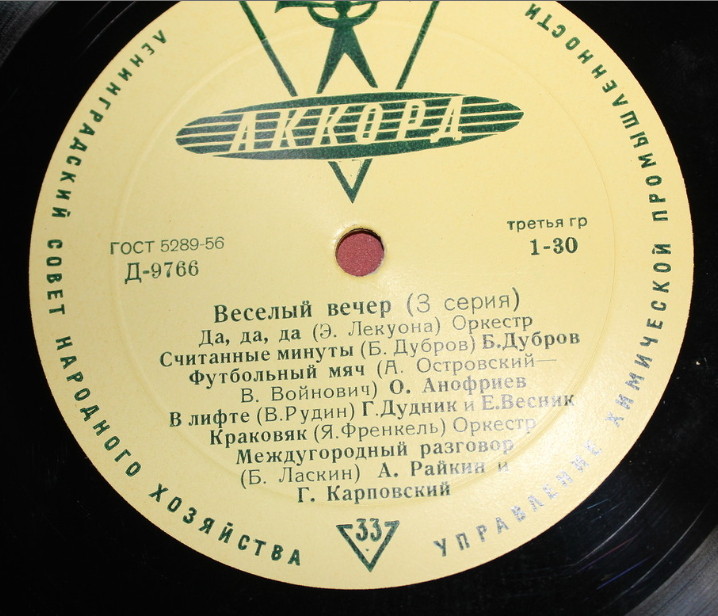 ЛЕНИНГРАДСКИЙ СОВЕТ НАРОДНОГО ХОЗЯЙСТВА
УПРАВЛЕНИЕ ХИМИЧЕСКОЙ ПРОМЫШЛЕННОСТИ
АККОРД
ГОСТ 5289-56
Д-9766
третья гр
1-30
Веселый вечер (3 серия)
Да, да, да (Э. Лекуона) Оркестр
Считанные минуты (Б. Дубров) Б.Дубров
Футбольный мяч (А. Островский—
В. Войнович) О. Анофриев
В лифте (В.Рудин) Г.Дудник и Е.Весник
Краковяк (Я.Френкель) Оркестр
Междугородный разговор
(Б. Ласкин) А. Райкин и
Г. Карповский
33